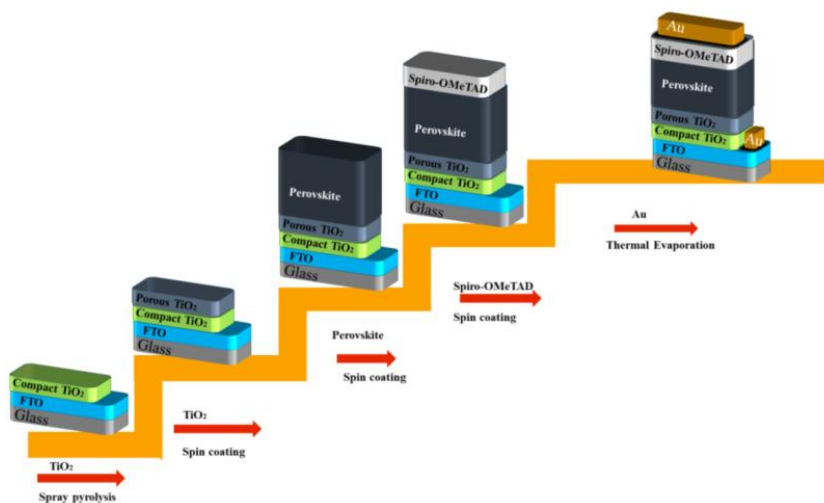 Compact TiO₂
FTO
Glass
TiO₂
Spray pyrolysis
Porous TiO₂
Compact TiO₂
FTO
Glass
TiO₂
Spin coating
Perovskite
Porous TiO₂
Compact TiO₂
FTO
Glass
Perovskite
Spin coating
Spiro-OMeTAD
Perovskite
Porous TiO₂
Compact TiO₂
FTO
Glass
Spiro-OMeTAD
Spin coating
Au
Spiro-OMeTAD
Perovskite
Porous TiO₂
Compact TiO₂
Au
FTO
Glass
Au
Thermal Evaporation